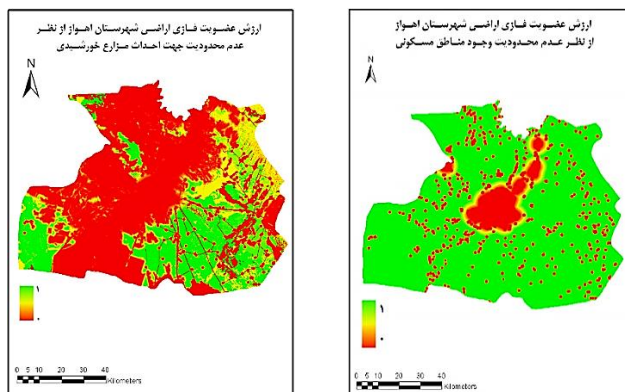 ارزش عضویت فازی اراضی شهرستان اهواز از نظر
عدم محدودیت جهت احداث مزارع خورشیدی
N
۱
۰
0 5 10 20 30 40
Kilometers
ارزش عضویت فازی اراضی شهرستان اهواز
از نظر عدم محدودیت وجود مناطق مسکونی
N
۱
۰
0 5 10 20 30 40
Kilometers